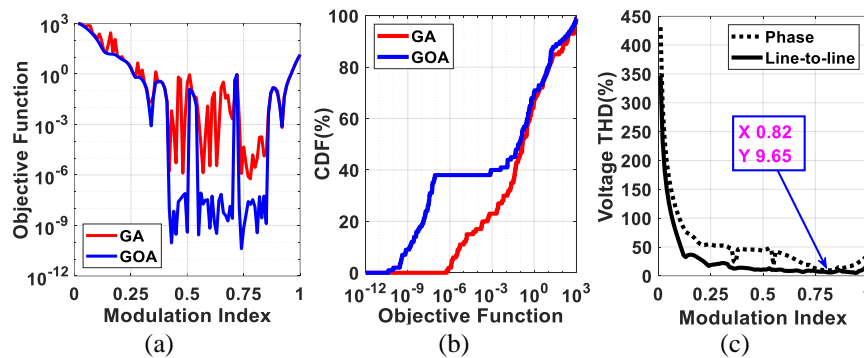 10^3
10^0
10^-3
10^-6
10^-9
10^-12
Objective Function
GA
GOA
0
0.25
0.5
0.75
1
Modulation Index
(a)
100
80
60
40
20
0
CDF(%)
GA
GOA
10^-12
10^-9
10^-6
10^-3
10^0
10^3
Objective Function
(b)
450
400
350
300
250
200
150
100
50
0
Voltage THD(%)
Phase
Line-to-line
X 0.82
Y 9.65
0
0.25
0.5
0.75
Modulation Index
(c)